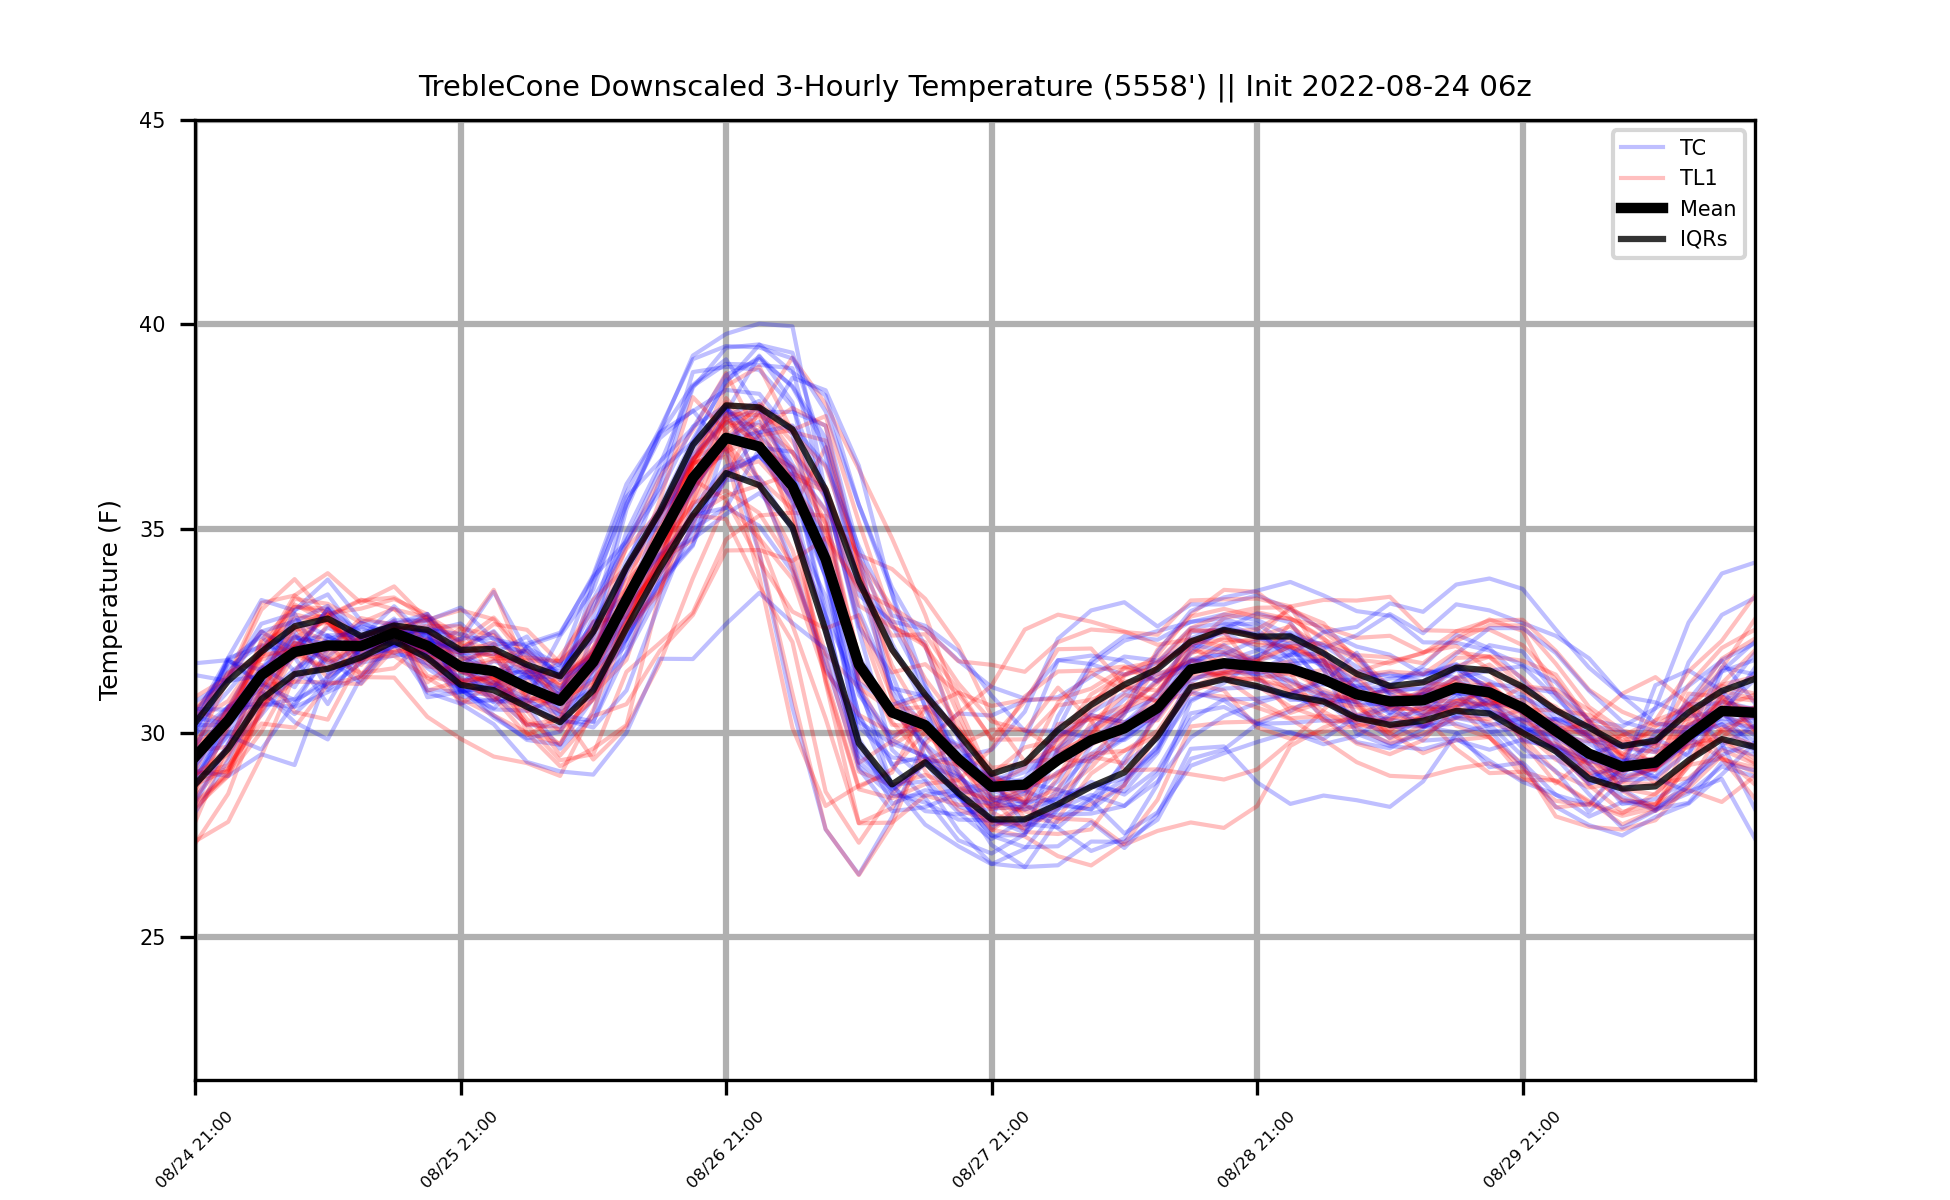 TrebleCone Downscaled 3-Hourly Temperature (5558') || Init 2022-08-24 06z
TC
TL1
Mean
IQRs
Temperature (F)
45
40
35
30
25
08/24 21:00
08/25 21:00
08/26 21:00
08/27 21:00
08/28 21:00
08/29 21:00